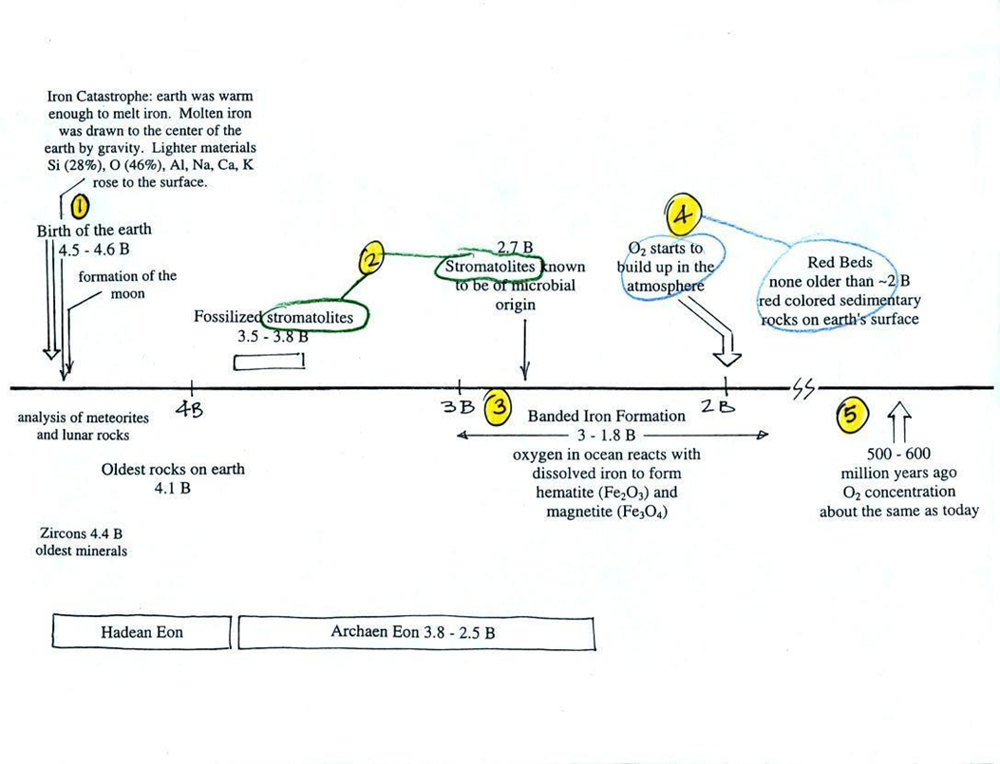 Iron Catastrophe: earth was warm
enough to melt iron. Molten iron
was drawn to the center of the
earth by gravity. Lighter materials
Si (28%), O (46%), Al, Na, Ca, K
rose to the surface.
1
Birth of the earth
4.5 - 4.6 B
formation of the
moon
2
Fossilized stromatolites
3.5 - 3.8 B
2.7 B
Stromatolites known
to be of microbial
origin
4
O₂ starts to
build up in the
atmosphere
Red Beds
none older than ~2 B
red colored sedimentary
rocks on earth's surface
4B
3B
2B
analysis of meteorites
and lunar rocks
Oldest rocks on earth
4.1 B
Zircons 4.4 B
oldest minerals
3
Banded Iron Formation
3 - 1.8 B
oxygen in ocean reacts with
dissolved iron to form
hematite (Fe₂O₃) and
magnetite (Fe₃O₄)
5
500 - 600
million years ago
O₂ concentration
about the same as today
Hadean Eon
Archaen Eon 3.8 - 2.5 B